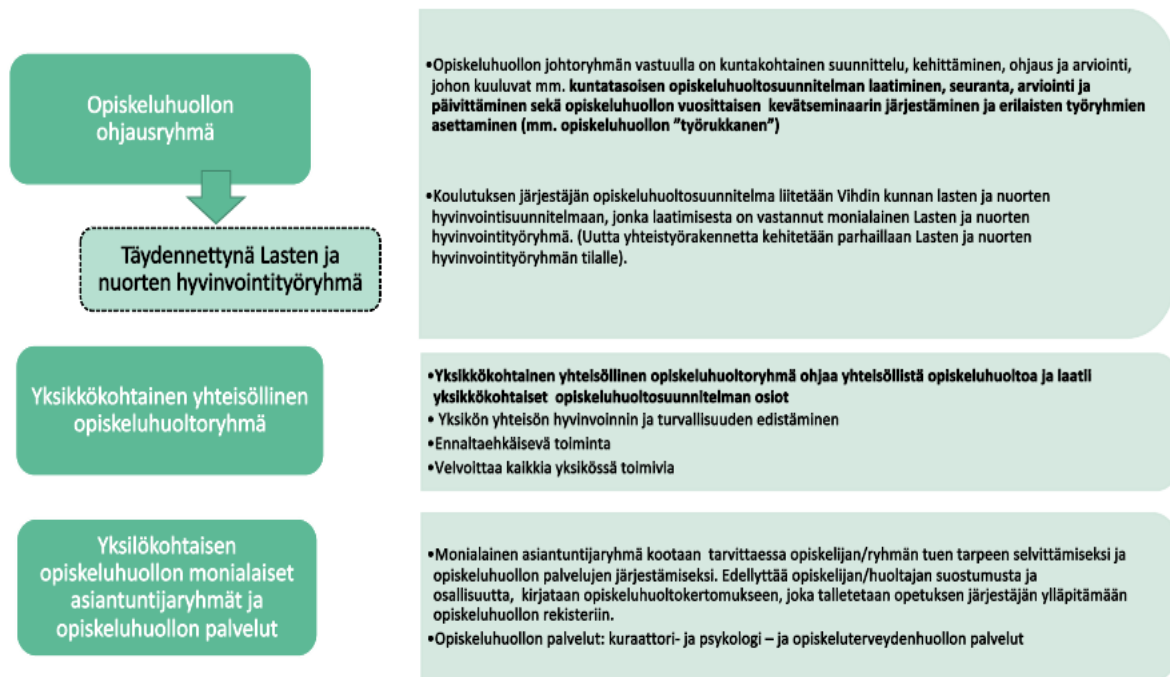 Opiskeluhuollon
ohjausryhmä
•Opiskeluhuollon johtoryhmän vastuulla on kuntakohtainen suunnittelu, kehittäminen, ohjaus ja arviointi,
johon kuuluvat mm. kuntatasoisen opiskeluhuoltosuunnitelman laatiminen, seuranta, arviointi ja
päivittäminen sekä opiskeluhuollon vuosittaisen kevätseminaarin järjestäminen ja erilaisten työryhmien
asettaminen (mm. opiskeluhuollon ”työrukkanen”)
•Koulutuksen järjestäjän opiskeluhuoltosuunnitelma liitetään Vihdin kunnan lasten ja nuorten
hyvinvointisuunnitelmaan, jonka laatimisesta on vastannut monialainen Lasten ja nuorten
hyvinvointityöryhmä. (Uutta yhteistyörakennetta kehitetään parhaillaan Lasten ja nuorten
hyvinvointityöryhmän tilalle).
Täydennettynä Lasten ja
nuorten hyvinvointityöryhmä
Yksikkökohtainen yhteisöllinen
opiskeluhuoltoryhmä
•Yksikkökohtainen yhteisöllinen opiskeluhuoltoryhmä ohjaa yhteisöllistä opiskeluhuoltoa ja laatii
yksikkökohtaiset opiskeluhuoltosuunnitelman osiot
• Yksikön yhteisön hyvinvoinnin ja turvallisuuden edistäminen
•Ennaltaehkäisevä toiminta
•Velvoittaa kaikkia yksikössä toimivia
Yksilökohtaisen
opiskeluhuollon monialaiset
asiantuntijaryhmät ja
opiskeluhuollon palvelut
•Monialainen asiantuntijaryhmä kootaan tarvittaessa opiskelijan/ryhmän tuen tarpeen selvittämiseksi ja
opiskeluhuollon palvelujen järjestämiseksi. Edellyttää opiskelijan/huoltajan suostumusta ja
osallisuutta, kirjataan opiskeluhuoltokertomukseen, joka talletetaan opetuksen järjestäjän ylläpitämään
opiskeluhuollon rekisteriin.
•Opiskeluhuollon palvelut: kuraattori- ja psykologi – ja opiskeluterveydenhuollon palvelut